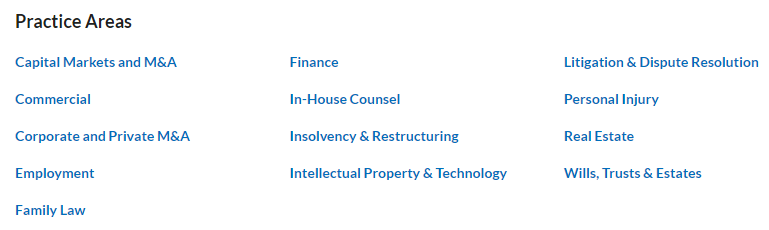 Practice Areas
Capital Markets and M&A
Commercial
Corporate and Private M&A
Employment
Family Law
Finance
In-House Counsel
Insolvency & Restructuring
Intellectual Property & Technology
Litigation & Dispute Resolution
Personal Injury
Real Estate
Wills, Trusts & Estates